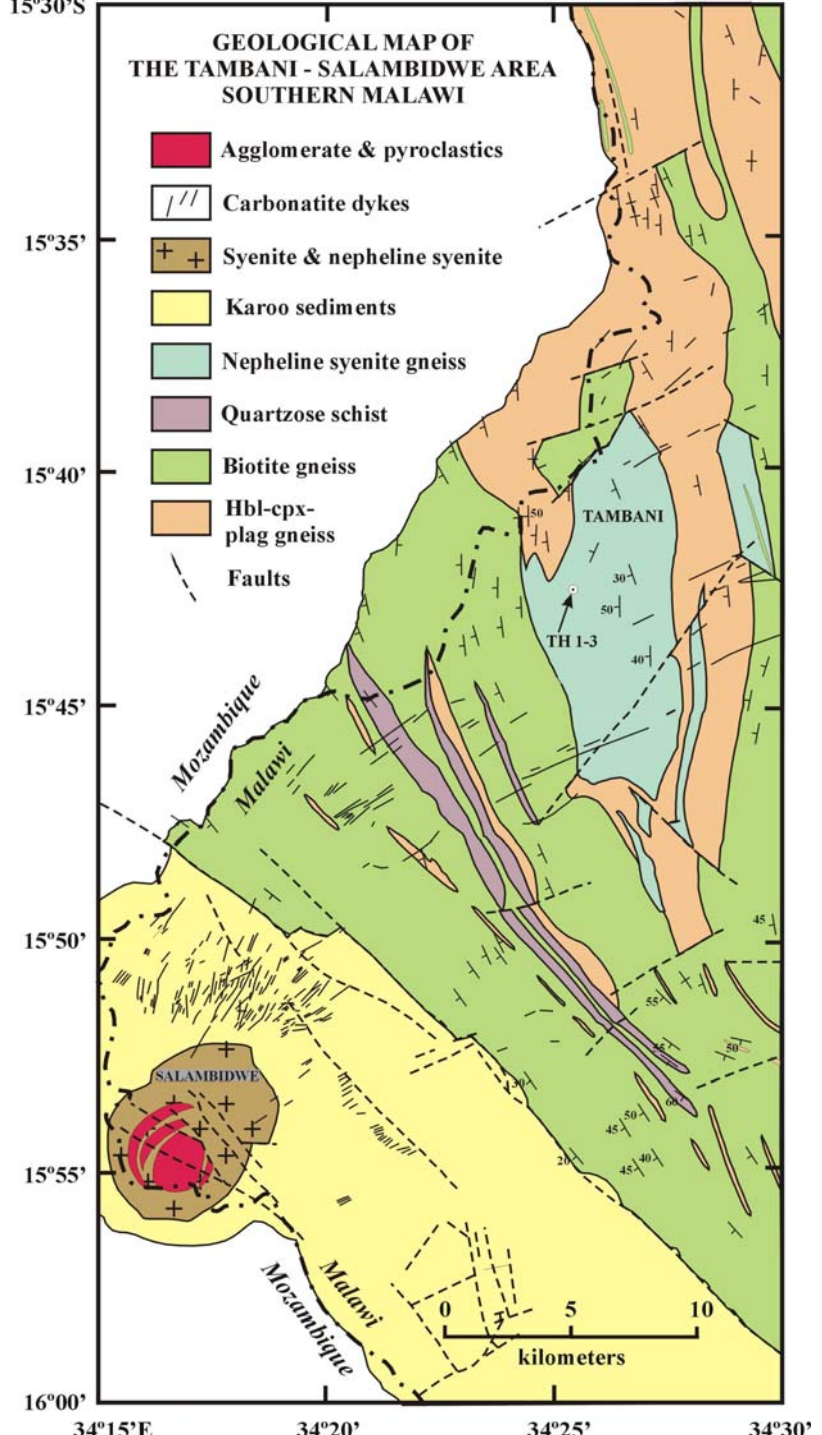 15º30'S
GEOLOGICAL MAP OF
THE TAMBANI - SALAMBIDWE AREA
SOUTHERN MALAWI
Agglomerate & pyroclastics
Carbonatite dykes
Syenite & nepheline syenite
Karoo sediments
Nepheline syenite gneiss
Quartzose schist
Biotite gneiss
Hbl-cpx-
plag gneiss
Faults
15º35'
15º40'
50
TAMBANI
30
50
TH 1-3
40
15º45'
Mozambique
Malawi
15º50'
45
55
55
50
30
60
50
45
20
45
40
SALAMBIDWE
15º55'
Malawi
Mozambique
0 5 10
kilometers
16º00'
34º15'E 34º20' 34º25' 34º30'